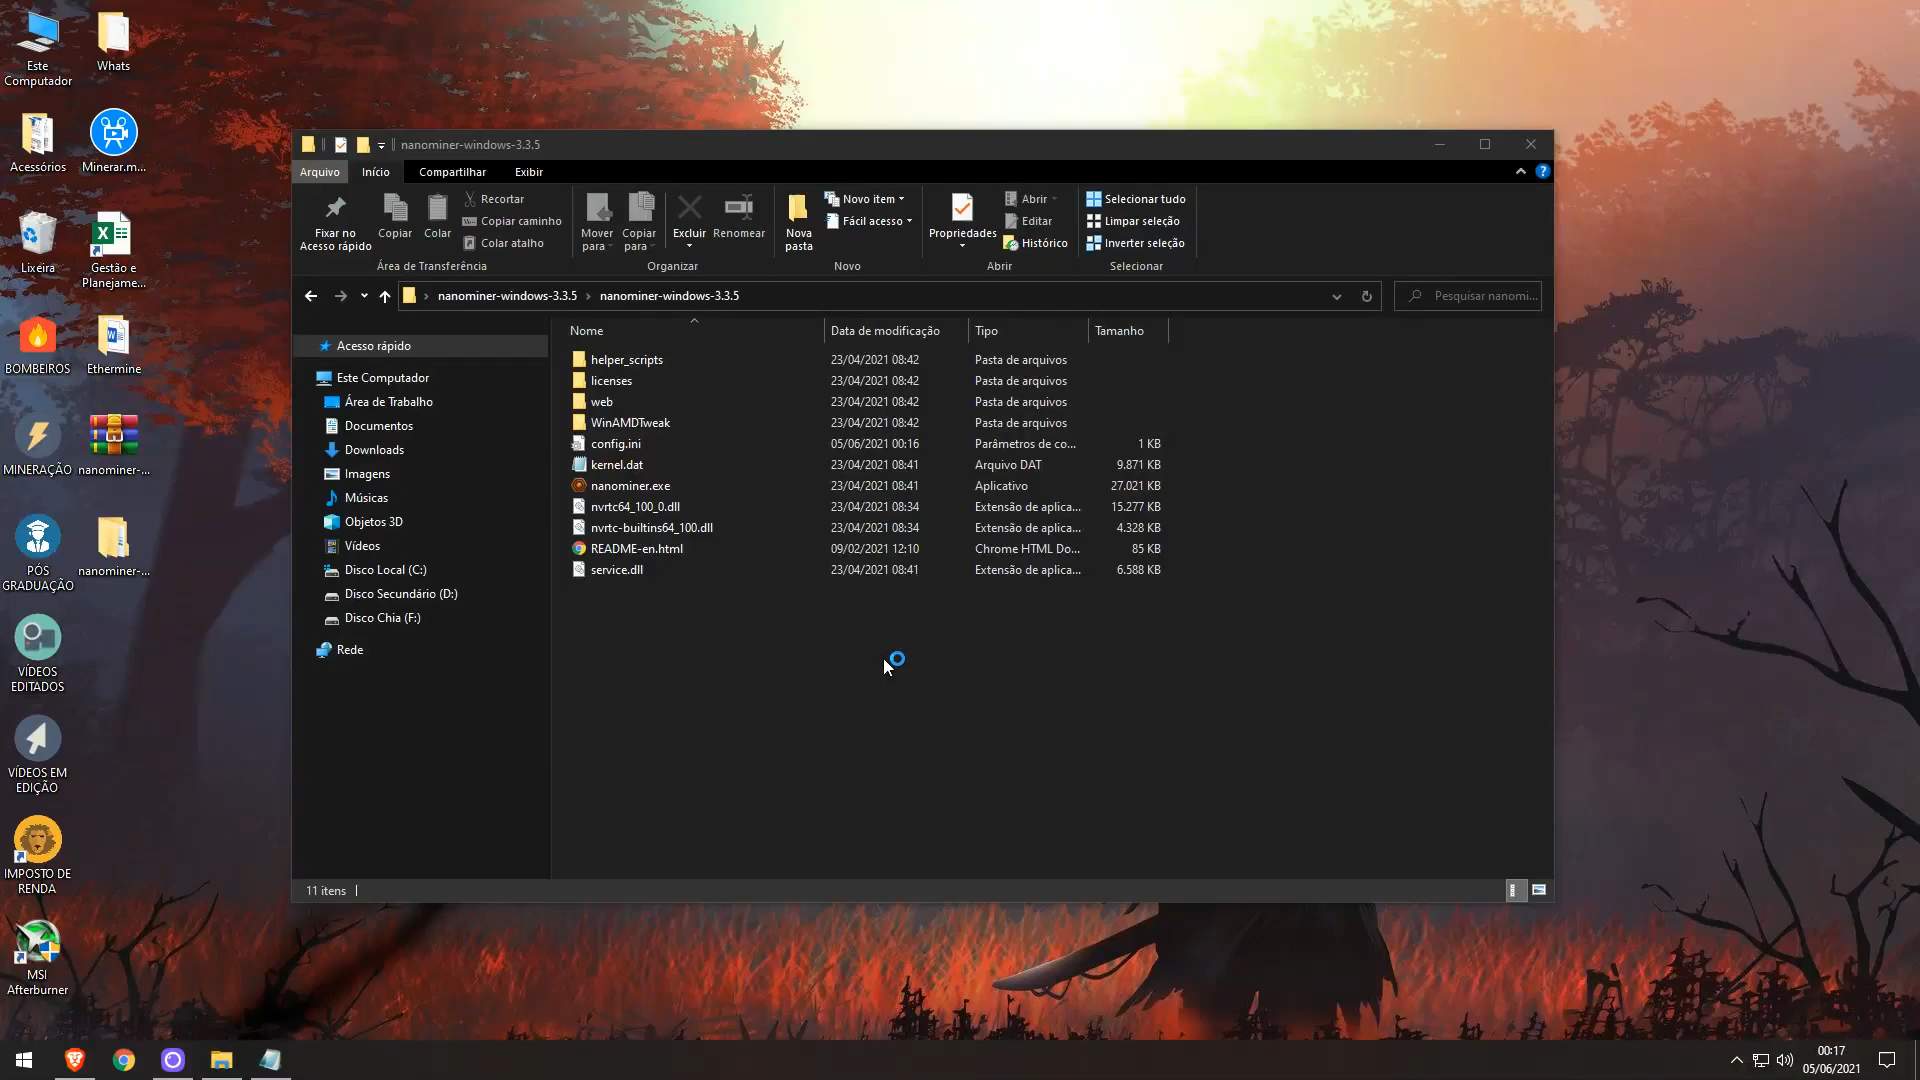 Este
Computador
Whats
Acessórios
Minerar.m...
Lixeira
Gestão e
Planejame...
BOMBEIROS
Ethermine
MINERAÇÃO
nanominer-...
PÓS
GRADUAÇÃO
nanominer-...
VÍDEOS
EDITADOS
VÍDEOS EM
EDIÇÃO
IMPOSTO DE
RENDA
MSI
Afterburner
nanominer-windows-3.3.5
Arquivo Início Compartilhar Exibir
Fixar no
Acesso rápido
Copiar
Colar
Recortar
Copiar caminho
Colar atalho
Área de Transferência
Mover
para
Copiar
para
Excluir
Renomear
Organizar
Nova
pasta
Novo item
Fácil acesso
Novo
Propriedades
Abrir
Editar
Histórico
Abrir
Selecionar tudo
Limpar seleção
Inverter seleção
Selecionar
nanominer-windows-3.3.5 › nanominer-windows-3.3.5
Pesquisar nanomi...
Acesso rápido
Este Computador
Área de Trabalho
Documentos
Downloads
Imagens
Músicas
Objetos 3D
Vídeos
Disco Local (C:)
Disco Secundário (D:)
Disco Chia (F:)
Rede
Nome Data de modificação Tipo Tamanho
helper_scripts 23/04/2021 08:42 Pasta de arquivos
licenses 23/04/2021 08:42 Pasta de arquivos
web 23/04/2021 08:42 Pasta de arquivos
WinAMDTweak 23/04/2021 08:42 Pasta de arquivos
config.ini 05/06/2021 00:16 Parâmetros de co... 1 KB
kernel.dat 23/04/2021 08:41 Arquivo DAT 9.871 KB
nanominer.exe 23/04/2021 08:41 Aplicativo 27.021 KB
nvrtc64_100_0.dll 23/04/2021 08:34 Extensão de aplica... 15.277 KB
nvrtc-builtins64_100.dll 23/04/2021 08:34 Extensão de aplica... 4.328 KB
README-en.html 09/02/2021 12:10 Chrome HTML Do... 85 KB
service.dll 23/04/2021 08:41 Extensão de aplica... 6.588 KB
11 itens
00:17
05/06/2021